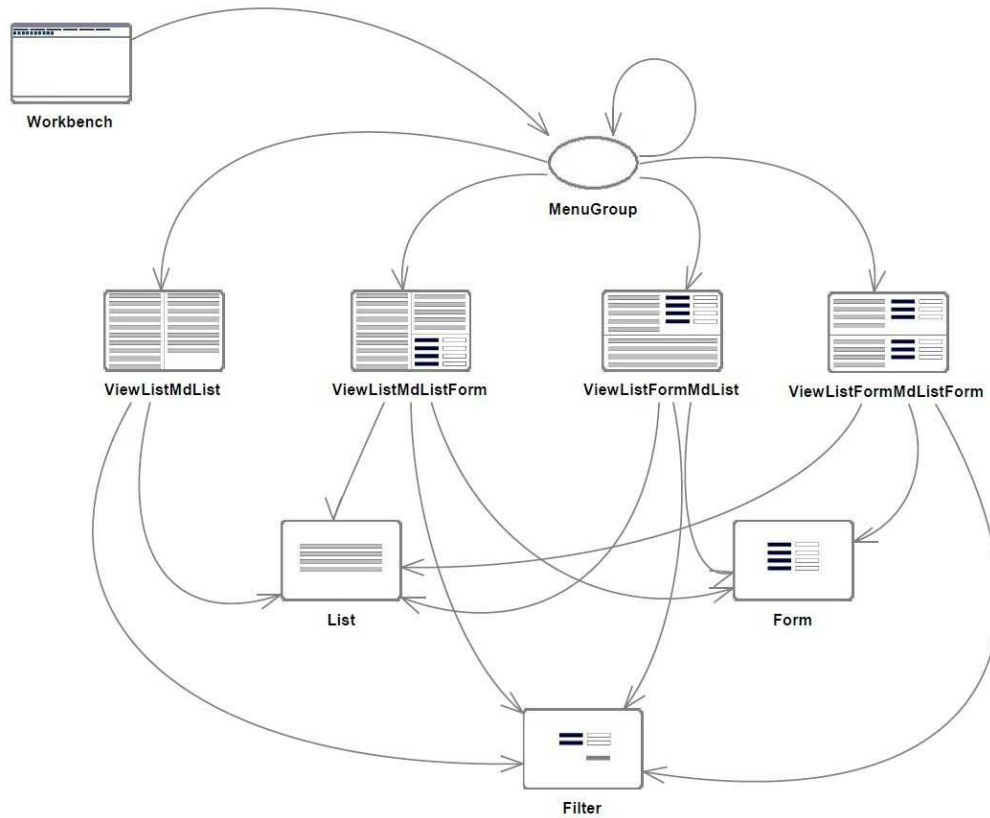 Workbench
MenuGroup
ViewListMdList
ViewListMdListForm
ViewListFormMdList
ViewListFormMdListForm
List
Form
Filter